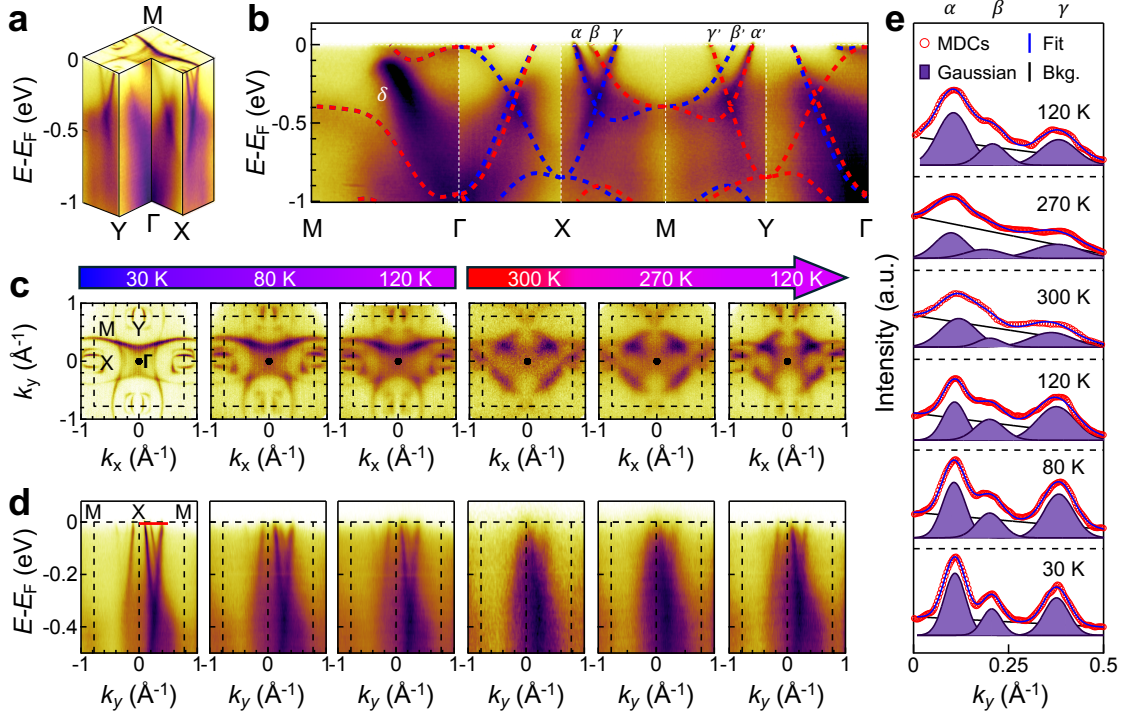 a
M
0
-0.5
-1
E-EF (eV)
Y
Γ
X
b
α β γ
γ' β' α'
δ
0
-0.5
-1
E-EF (eV)
M Γ X M Y Γ
30 K 80 K 120 K 300 K 270 K 120 K
c
M Y
X Γ
1
0
-1
ky (Å-1)
-1 0 1 -1 0 1 -1 0 1 -1 0 1 -1 0 1 -1 0 1
kx (Å-1) kx (Å-1) kx (Å-1) kx (Å-1) kx (Å-1) kx (Å-1)
d
M X M
0
-0.2
-0.4
E-EF (eV)
-1 0 1 -1 0 1 -1 0 1 -1 0 1 -1 0 1 -1 0 1
ky (Å-1) ky (Å-1) ky (Å-1) ky (Å-1) ky (Å-1) ky (Å-1)
e
α β γ
MDCs Fit
Gaussian Bkg.
120 K
270 K
300 K
120 K
80 K
30 K
Intensity (a.u.)
0 0.25 0.5
ky (Å-1)